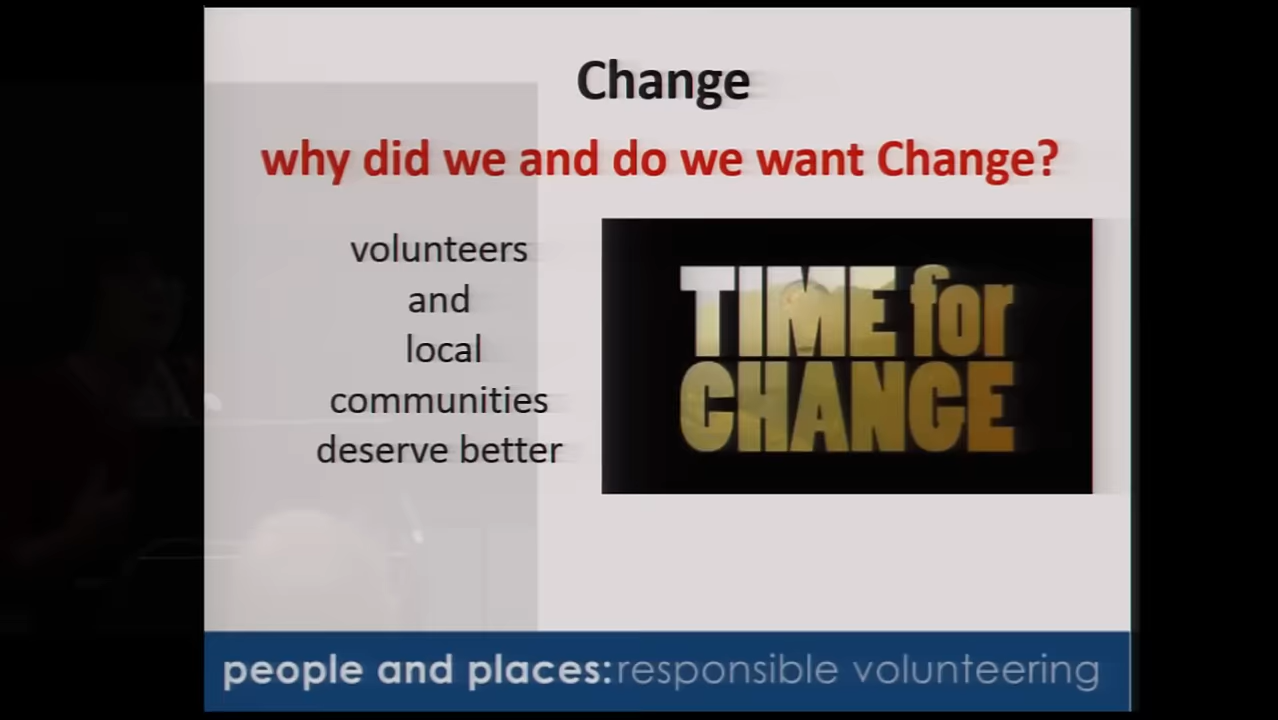 Change
why did we and do we want Change?
volunteers
and
local
communities
deserve better
TIME for
CHANGE
people and places: responsible volunteering